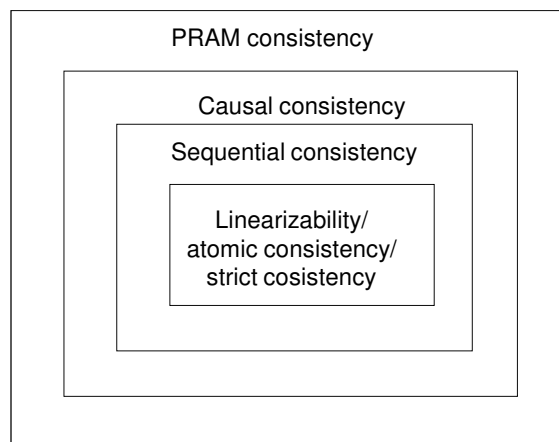 PRAM consistency
Causal consistency
Sequential consistency
Linearizability/
atomic consistency/
strict cosistency